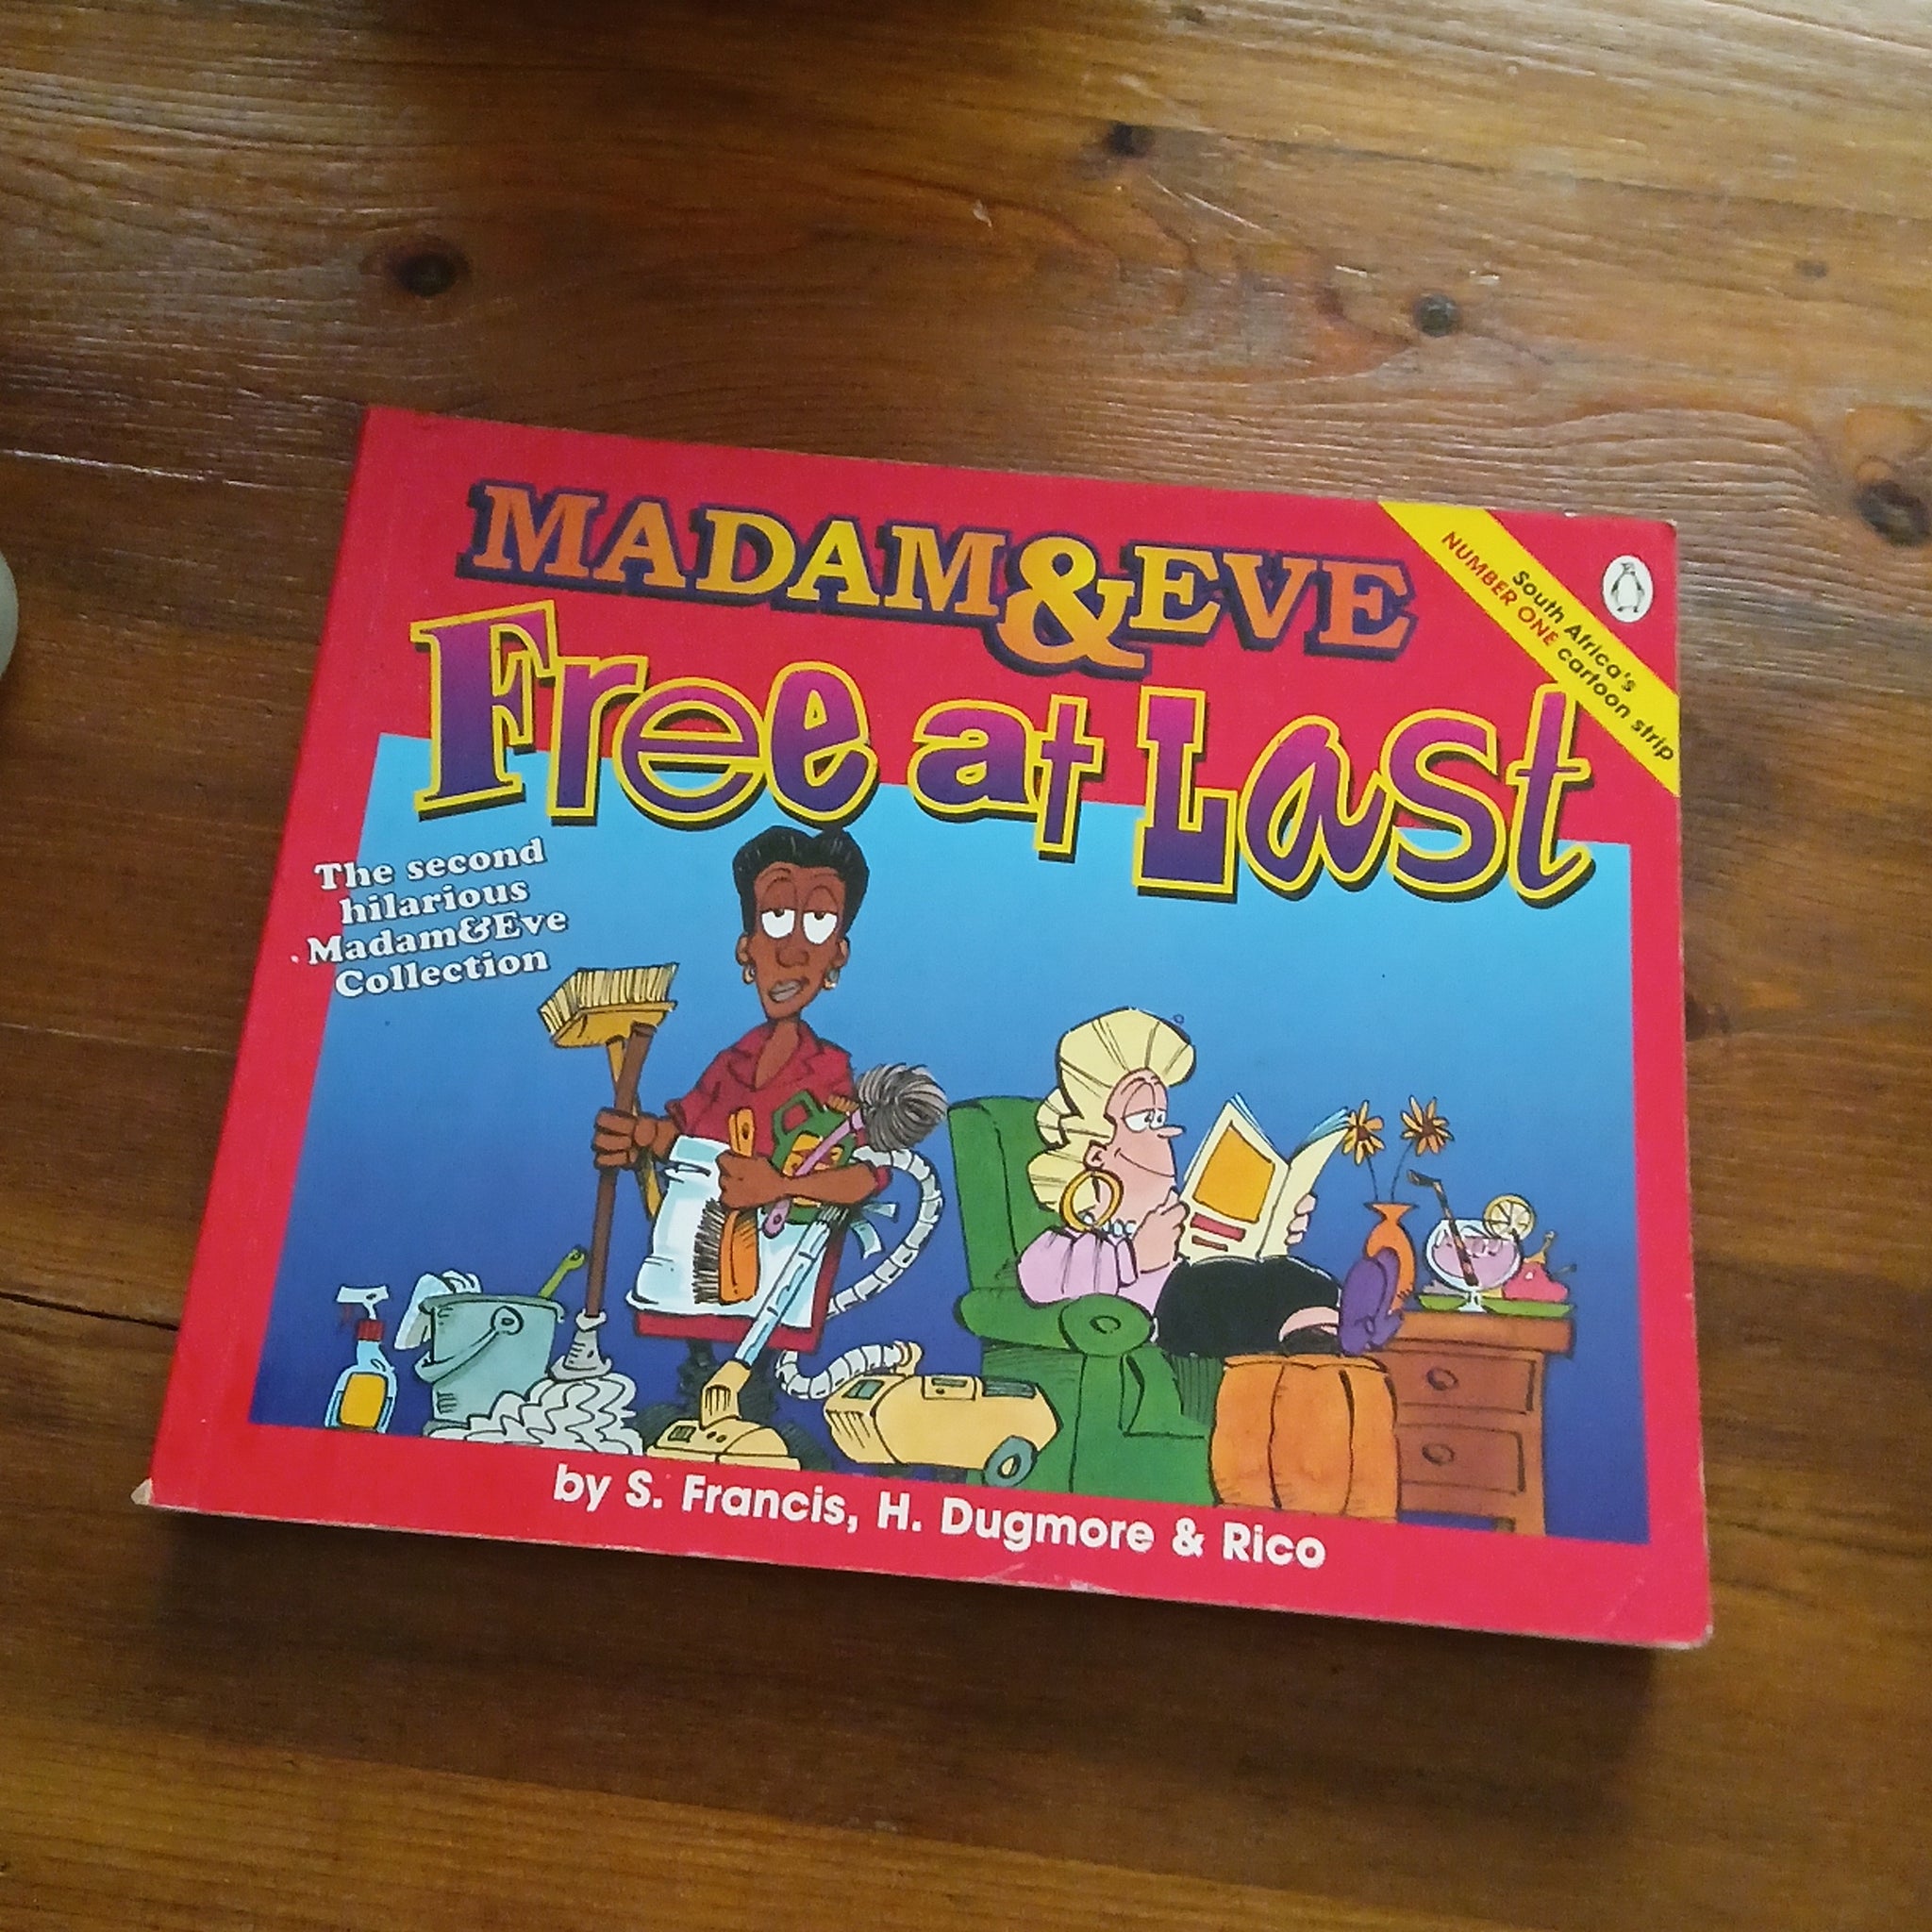 MADAM & EVE
Free at Last
South Africa's
NUMBER ONE cartoon strip
The second
hilarious
Madam&Eve
Collection
by S. Francis, H. Dugmore & Rico